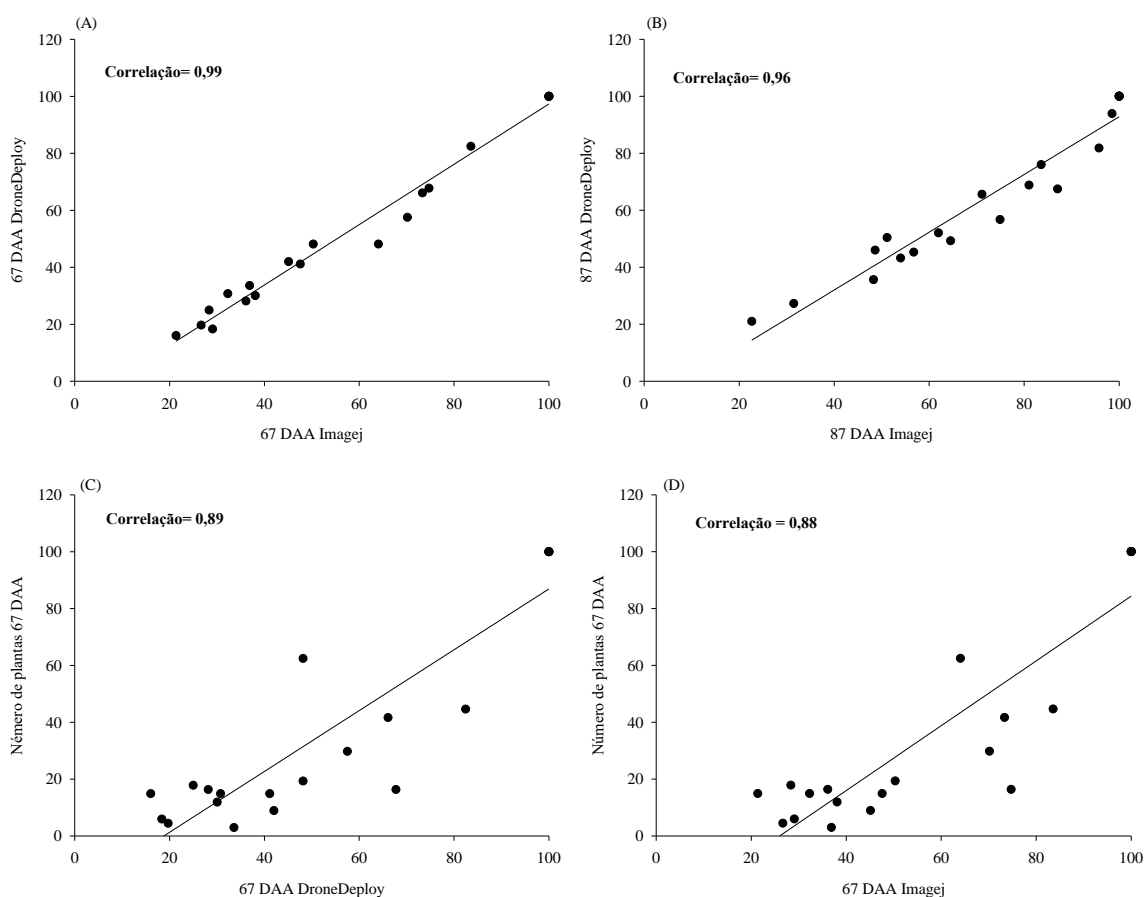 (A)
Correlação= 0,99
67 DAA DroneDeploy
120
100
80
60
40
20
0
0 20 40 60 80 100
67 DAA Imagej
(B)
Correlação= 0,96
87 DAA DroneDeploy
120
100
80
60
40
20
0
0 20 40 60 80 100
87 DAA Imagej
(C)
Correlação= 0,89
Némero de plantas 67 DAA
120
100
80
60
40
20
0
0 20 40 60 80 100
67 DAA DroneDeploy
(D)
Correlação = 0,88
Número de plantas 67 DAA
120
100
80
60
40
20
0
0 20 40 60 80 100
67 DAA Imagej